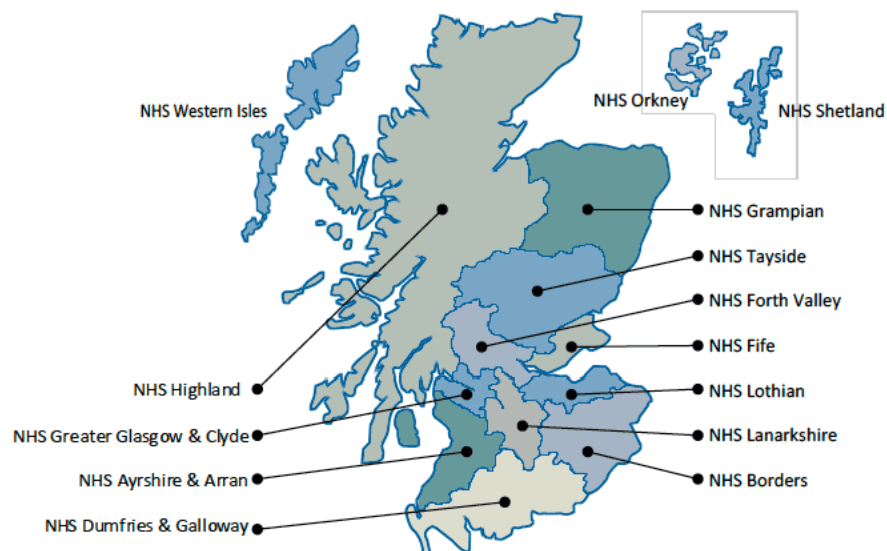 NHS Western Isles
NHS Orkney
NHS Shetland
NHS Grampian
NHS Tayside
NHS Forth Valley
NHS Fife
NHS Highland
NHS Lothian
NHS Greater Glasgow & Clyde
NHS Lanarkshire
NHS Ayrshire & Arran
NHS Borders
NHS Dumfries & Galloway